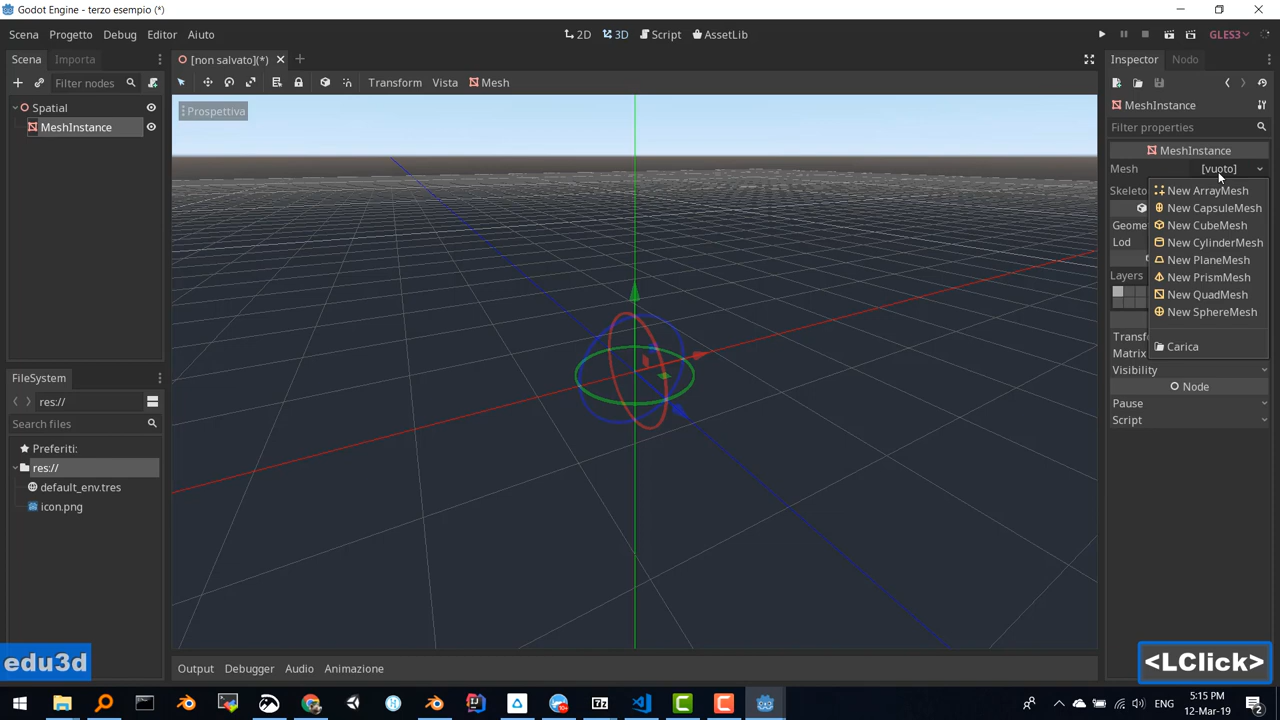 Godot Engine - terzo esempio (*)
Scena Progetto Debug Editor Aiuto
2D 3D Script AssetLib
GLES3
Scena Importa
[non salvato](*)
Inspector Nodo
Filter nodes
Transform Vista Mesh
Spatial
MeshInstance
Prospettiva
MeshInstance
Filter properties
MeshInstance
Mesh [vuoto]
Skeleto
New ArrayMesh
New CapsuleMesh
Geome
New CubeMesh
Lod
New CylinderMesh
New PlaneMesh
Layers
New PrismMesh
New QuadMesh
New SphereMesh
Transfo
Carica
Matrix
Visibility
Node
Pause
Script
FileSystem
res://
Search files
Preferiti:
res://
default_env.tres
icon.png
Output Debugger Audio Animazione
edu3d
<LClick>
ENG
5:15 PM
12-Mar-19
2